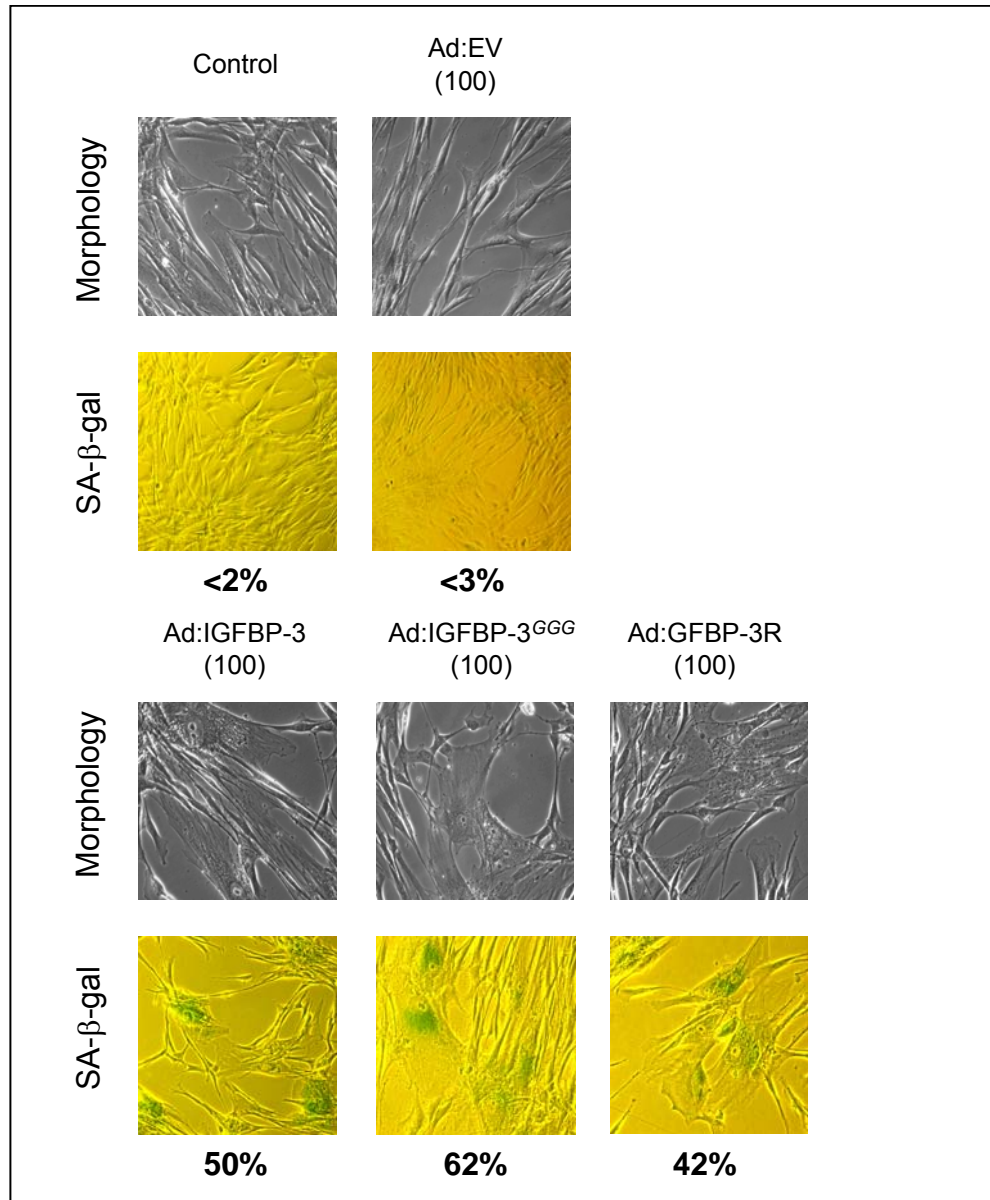 Control
Ad:EV
(100)
Morphology
SA-β-gal
<2%
<3%
Ad:IGFBP-3
(100)
Ad:IGFBP-3GGG
(100)
Ad:GFBP-3R
(100)
Morphology
SA-β-gal
50%
62%
42%